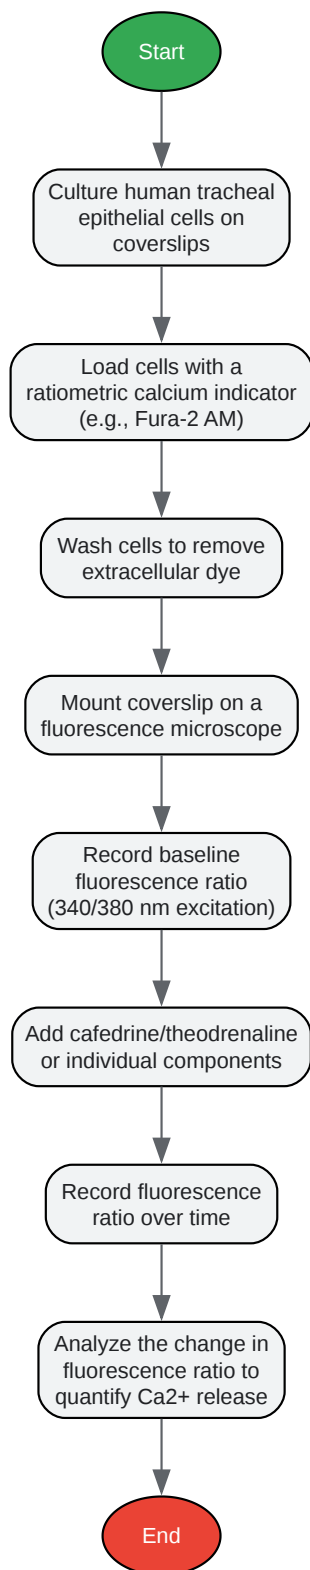 Start
Culture human tracheal
epithelial cells on
coverslips
Load cells with a
ratiometric calcium indicator
(e.g., Fura-2 AM)
Wash cells to remove
extracellular dye
Mount coverslip on a
fluorescence microscope
Record baseline
fluorescence ratio
(340/380 nm excitation)
Add cafedrine/theodrenaline
or individual components
Record fluorescence
ratio over time
Analyze the change in
fluorescence ratio to
quantify Ca2+ release
End